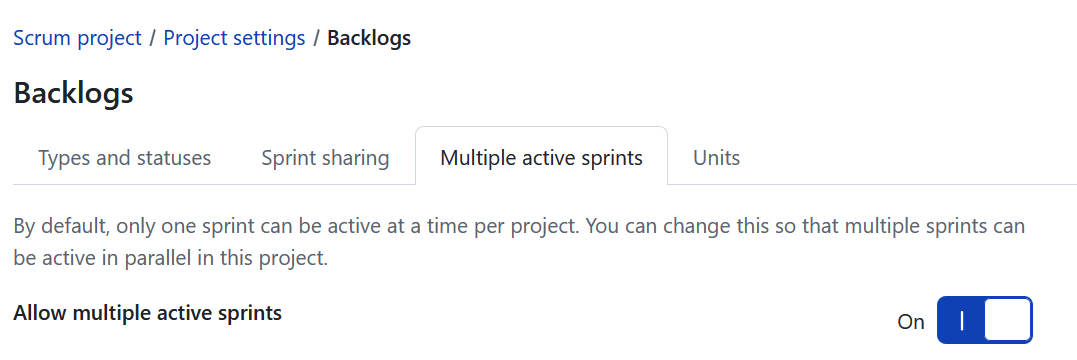 Scrum project / Project settings / Backlogs
Backlogs
Types and statuses Sprint sharing Multiple active sprints Units
By default, only one sprint can be active at a time per project. You can change this so that multiple sprints can
be active in parallel in this project.
Allow multiple active sprints On